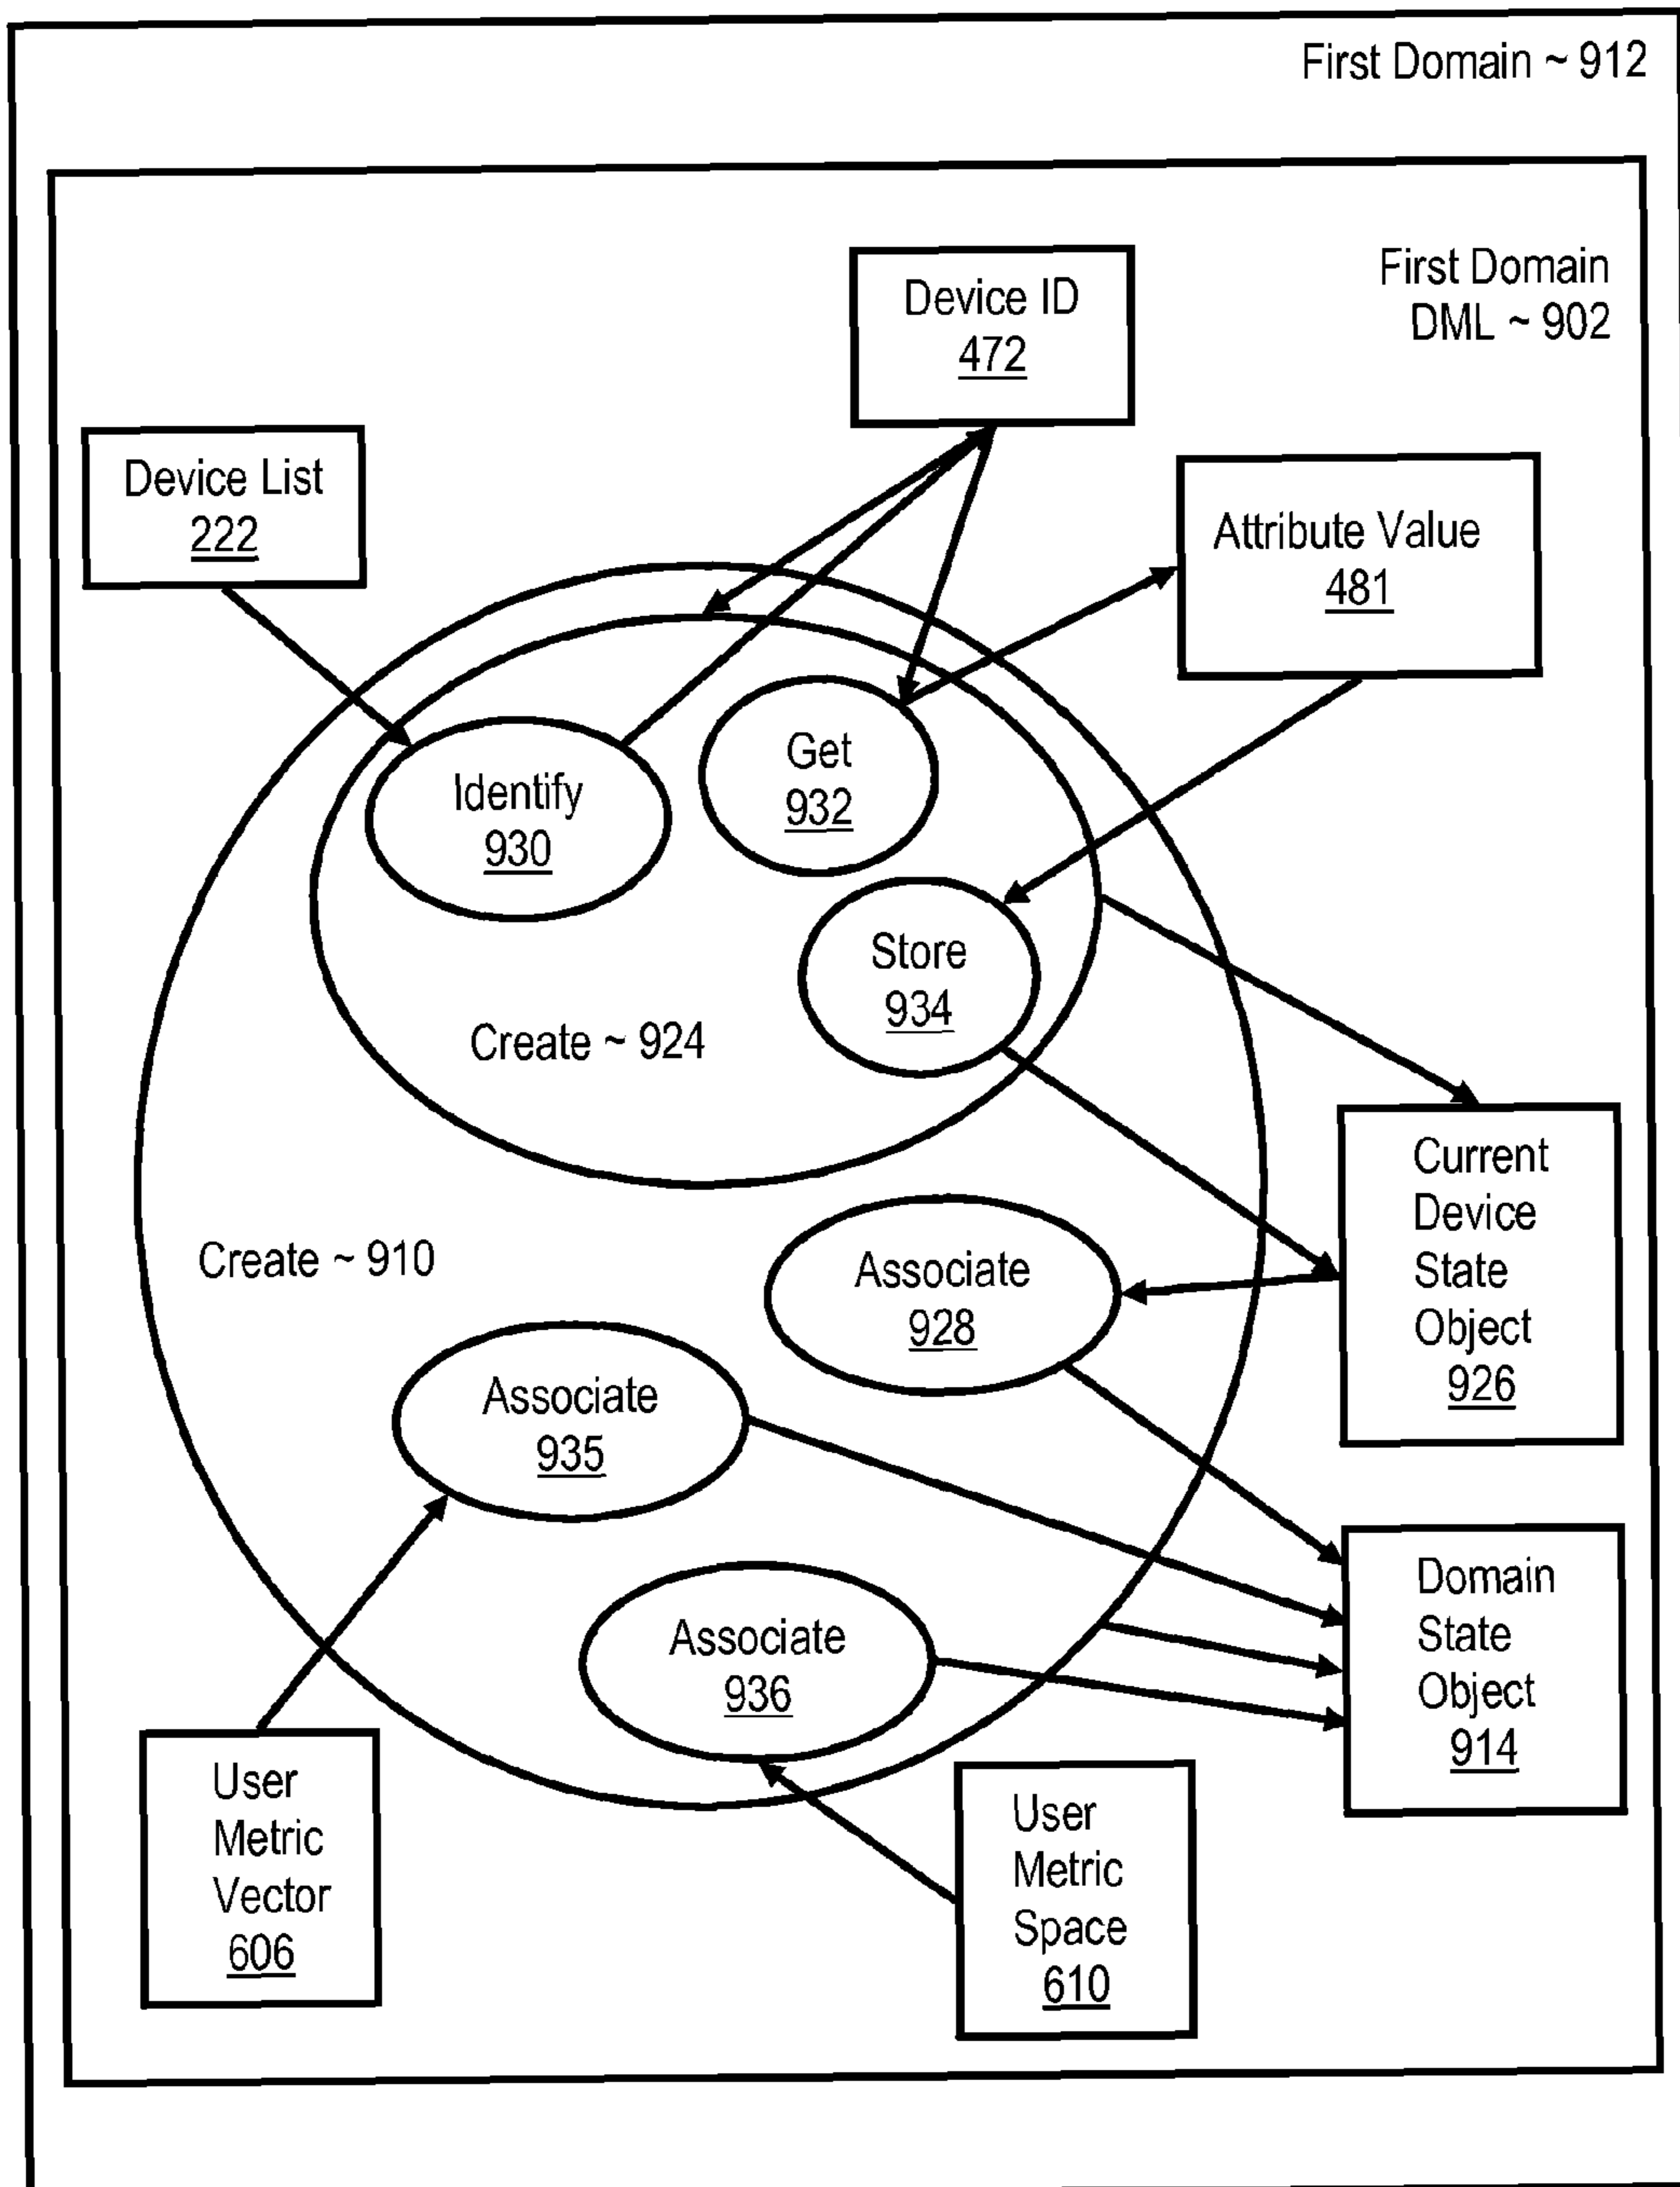 First Domain ~ 912
First Domain
DML ~ 902
Device ID
472
Device List
222
Attribute Value
481
Get
932
Identify
930
Store
934
Create ~ 924
Current
Device
State
Object
926
Create ~ 910
Associate
928
Associate
935
Domain
State
Object
914
Associate
936
User
Metric
Vector
606
User
Metric
Space
610